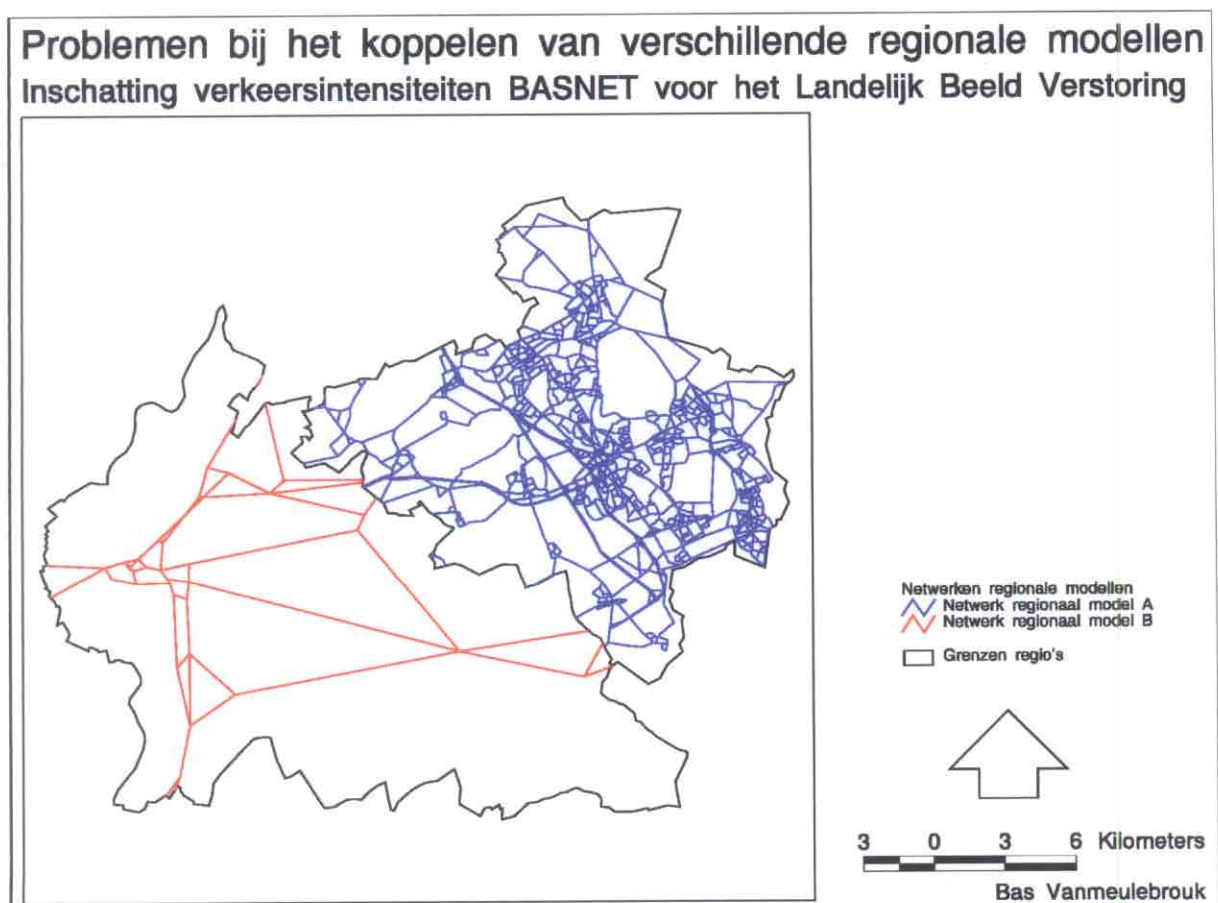 Problemen bij het koppelen van verschillende regionale modellen
Inschatting verkeersintensiteiten BASNET voor het Landelijk Beeld Verstoring
Netwerken regionale modellen
Netwerk regionaal model A
Netwerk regionaal model B
Grenzen regio's
3 0 3 6 Kilometers
Bas Vanmeulebrouk